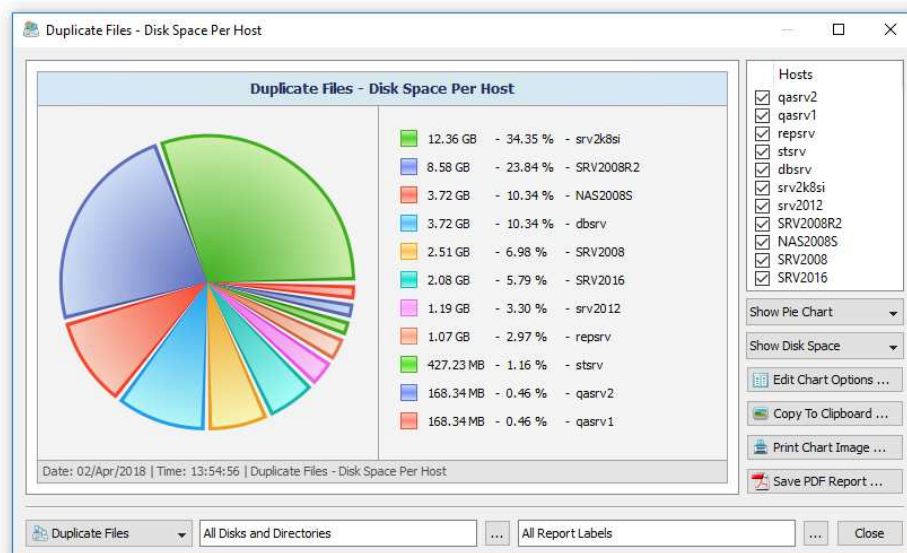 Duplicate Files - Disk Space Per Host
Duplicate Files - Disk Space Per Host
12.36 GB - 34.35 % - srv2k8si
8.58 GB - 23.84 % - SRV2008R2
3.72 GB - 10.34 % - NAS2008S
3.72 GB - 10.34 % - dbsrv
2.51 GB - 6.98 % - SRV2008
2.08 GB - 5.79 % - SRV2016
1.19 GB - 3.30 % - srv2012
1.07 GB - 2.97 % - repsrv
427.23 MB - 1.16 % - stsrv
168.34 MB - 0.46 % - qasrv2
168.34 MB - 0.46 % - qasrv1
Date: 02/Apr/2018 | Time: 13:54:56 | Duplicate Files - Disk Space Per Host
Hosts
qasrv2
qasrv1
repsrv
stsrv
dbsrv
srv2k8si
srv2012
SRV2008R2
NAS2008S
SRV2008
SRV2016
Show Pie Chart
Show Disk Space
Edit Chart Options ...
Copy To Clipboard ...
Print Chart Image ...
Save PDF Report ...
Duplicate Files
All Disks and Directories
...
All Report Labels
...
Close